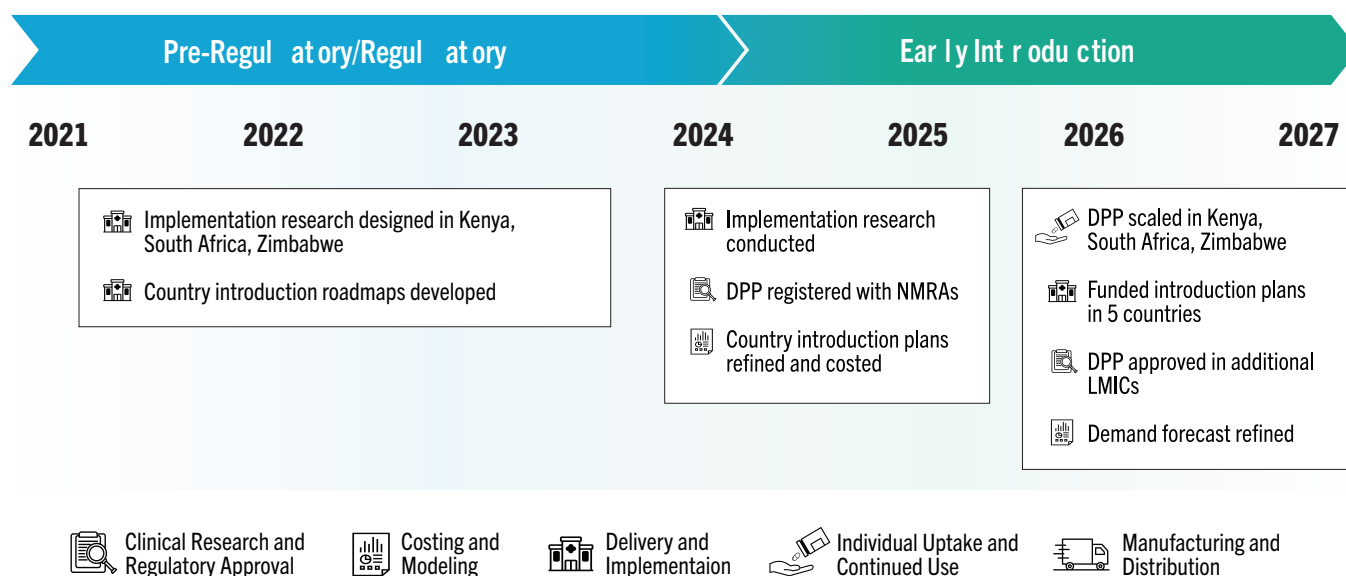 Pre-Regul atory/Regul atory
Early Int r odu ction
2021 2022 2023 2024 2025 2026 2027
Implementation research designed in Kenya,
South Africa, Zimbabwe
Country introduction roadmaps developed
Implementation research
conducted
DPP registered with NMRAs
Country introduction plans
refined and costed
DPP scaled in Kenya,
South Africa, Zimbabwe
Funded introduction plans
in 5 countries
DPP approved in additional
LMICs
Demand forecast refined
Clinical Research and
Regulatory Approval
Costing and
Modeling
Delivery and
Implementaion
Individual Uptake and
Continued Use
Manufacturing and
Distribution